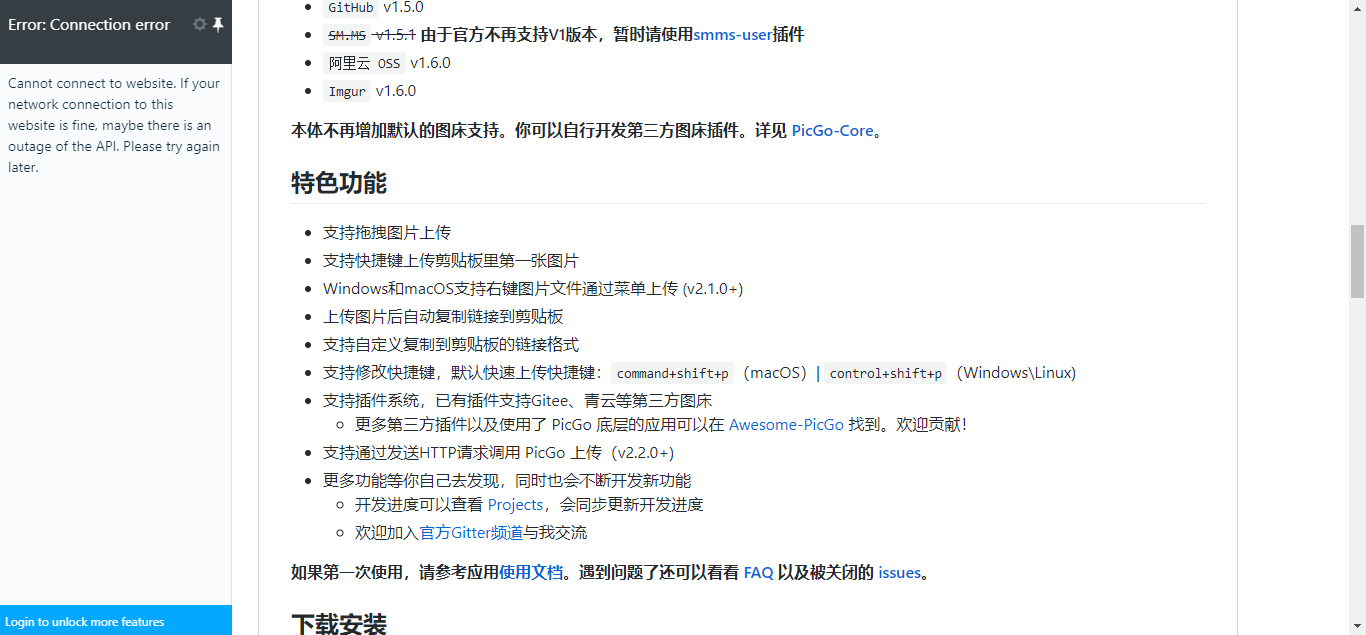 Error: Connection error
Cannot connect to website. If your
network connection to this
website is fine, maybe there is an
outage of the API. Please try again
later.
Login to unlock more features
GitHub v1.5.0
SM.MS v1.5.1 由于官方不再支持V1版本，暂时请使用smms-user插件
阿里云 OSS v1.6.0
Imgur v1.6.0
本体不再增加默认的图床支持。你可以自行开发第三方图床插件。详见 PicGo-Core。
特色功能
支持拖拽图片上传
支持快捷键上传剪贴板里第一张图片
Windows和macOS支持右键图片文件通过菜单上传 (v2.1.0+)
上传图片后自动复制链接到剪贴板
支持自定义复制到剪贴板的链接格式
支持修改快捷键，默认快速上传快捷键：command+shift+p（macOS）| control+shift+p（Windows\Linux)
支持插件系统，已有插件支持Gitee、青云等第三方图床
更多第三方插件以及使用了 PicGo 底层的应用可以在 Awesome-PicGo 找到。欢迎贡献！
支持通过发送HTTP请求调用 PicGo 上传（v2.2.0+)
更多功能等你自己去发现，同时也会不断开发新功能
开发进度可以查看 Projects，会同步更新开发进度
欢迎加入官方Gitter频道与我交流
如果第一次使用，请参考应用使用文档。遇到问题了还可以看看 FAQ 以及被关闭的 issues。
下载安装